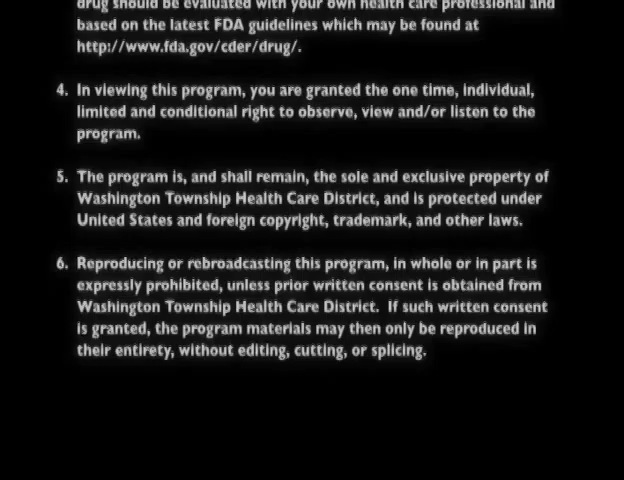 drug should be evaluated with your own health care professional and
based on the latest FDA guidelines which may be found at
http://www.fda.gov/cder/drug/.
4. In viewing this program, you are granted the one time, individual,
limited and conditional right to observe, view and/or listen to the
program.
5. The program is, and shall remain, the sole and exclusive property of
Washington Township Health Care District, and is protected under
United States and foreign copyright, trademark, and other laws.
6. Reproducing or rebroadcasting this program, in whole or in part is
expressly prohibited, unless prior written consent is obtained from
Washington Township Health Care District. If such written consent
is granted, the program materials may then only be reproduced in
their entirety, without editing, cutting, or splicing.